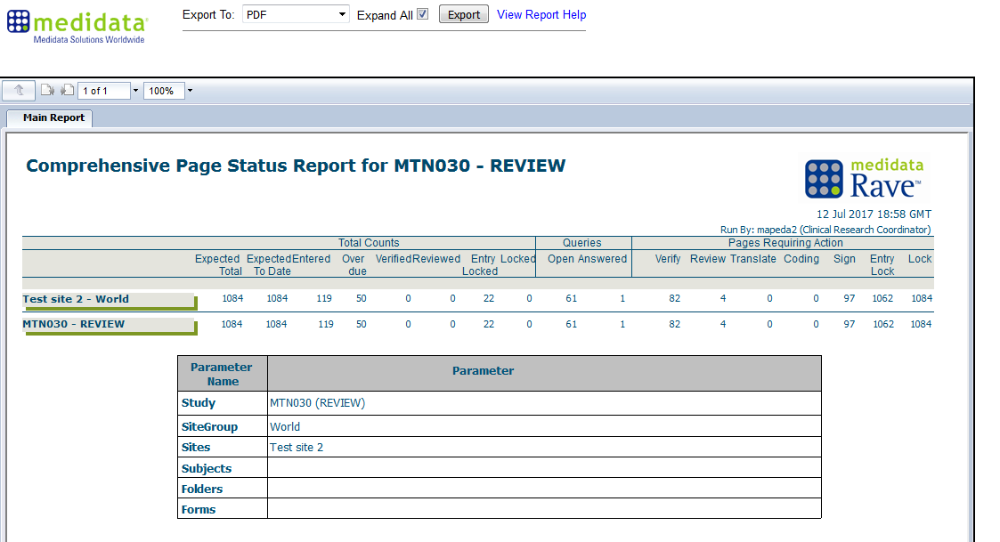 medidata
Medidata Solutions Worldwide
Export To: PDF Expand All Export View Report Help
1 of 1 100%
Main Report
Comprehensive Page Status Report for MTN030 - REVIEW
medidata
Rave™
12 Jul 2017 18:58 GMT
Run By: mapeda2 (Clinical Research Coordinator)
Total Counts Queries Pages Requiring Action
Expected Expected Entered Over Verified Reviewed Entry Locked Open Answered Verify Review Translate Coding Sign Entry Lock
Total To Date due Locked Lock
Test site 2 - World 1084 1084 119 50 0 0 22 0 61 1 82 4 0 0 97 1062 1084
MTN030 - REVIEW 1084 1084 119 50 0 0 22 0 61 1 82 4 0 0 97 1062 1084
Parameter Name Parameter
Study MTN030 (REVIEW)
SiteGroup World
Sites Test site 2
Subjects
Folders
Forms